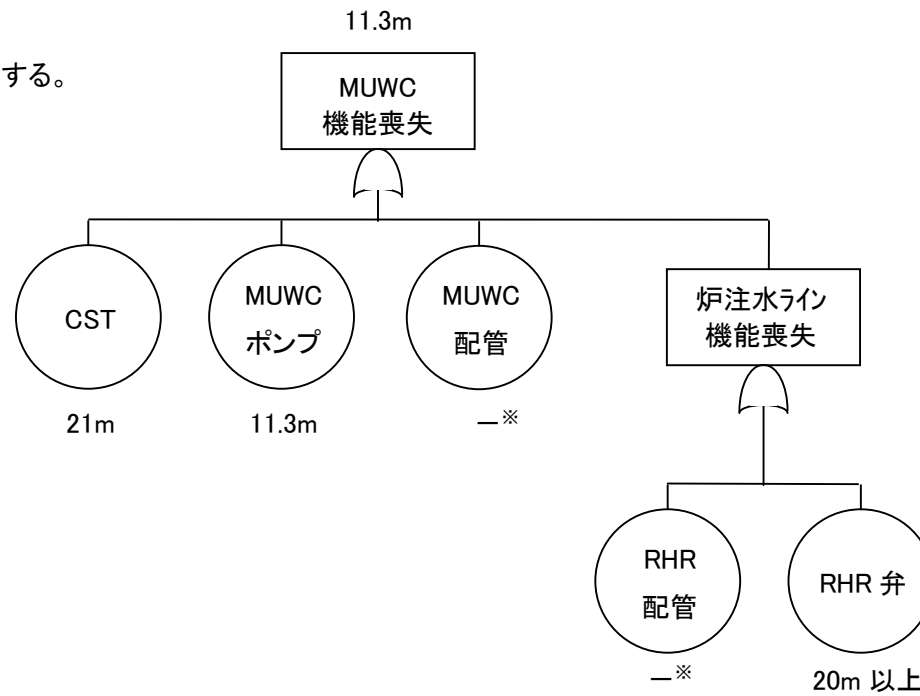 11.3m
する。
MUWC
機能喪失
CST
MUWC
ポンプ
MUWC
配管
炉注水ライン
機能喪失
21m
11.3m
－※
RHR
配管
RHR 弁
－※
20m 以上